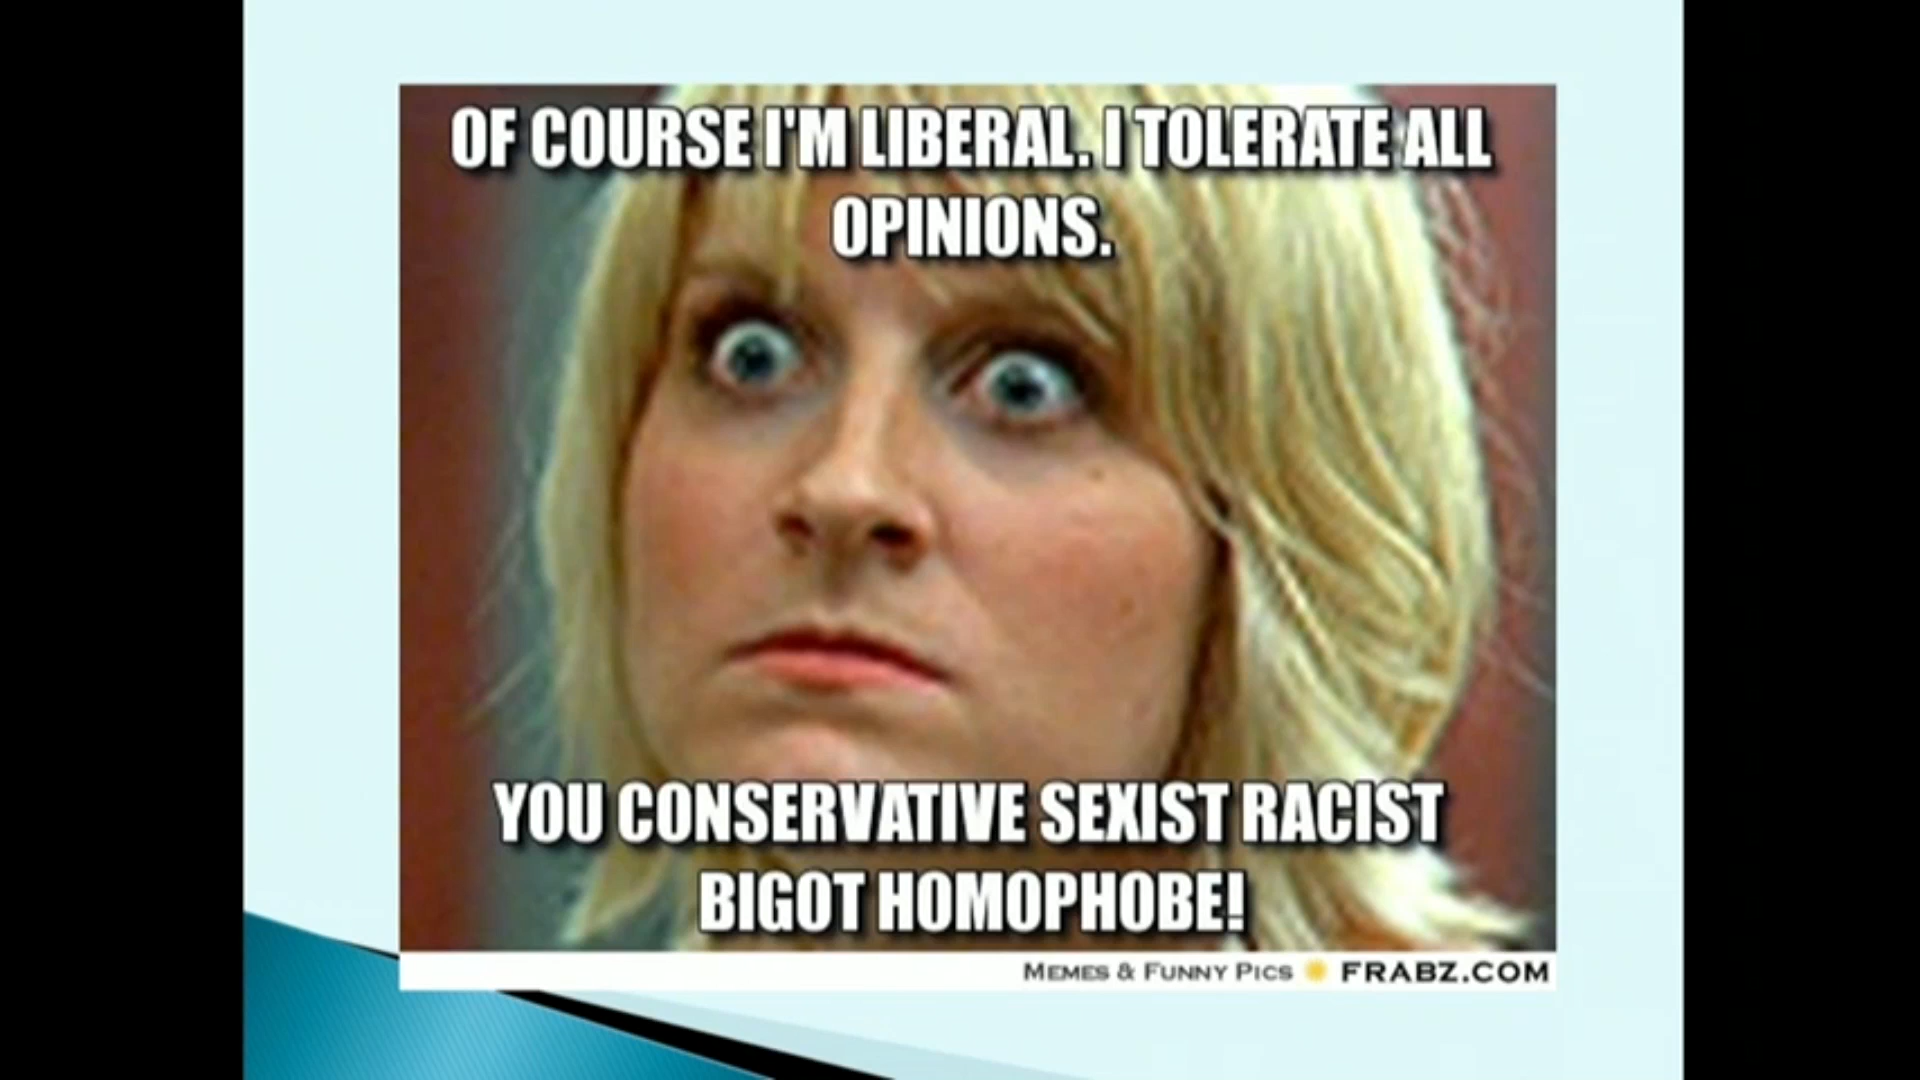 OF COURSE I'M LIBERAL. I TOLERATE ALL
OPINIONS.
YOU CONSERVATIVE SEXIST RACIST
BIGOT HOMOPHOBE!
MEMES & FUNNY PICS FRABZ.COM